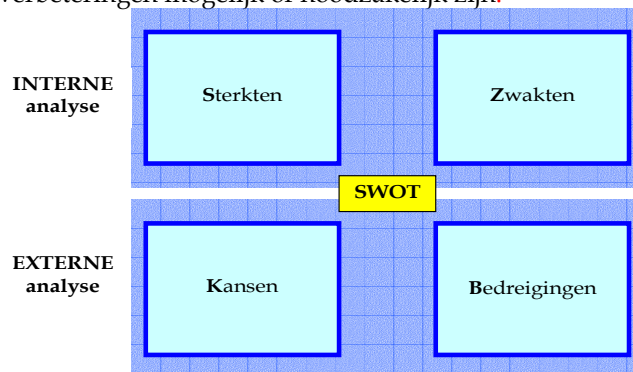 verbeteringen mogelijk of noodzakelijk zijn.
INTERNE
analyse
Sterkten
Zwakten
SWOT
EXTERNE
analyse
Kansen
Bedreigingen